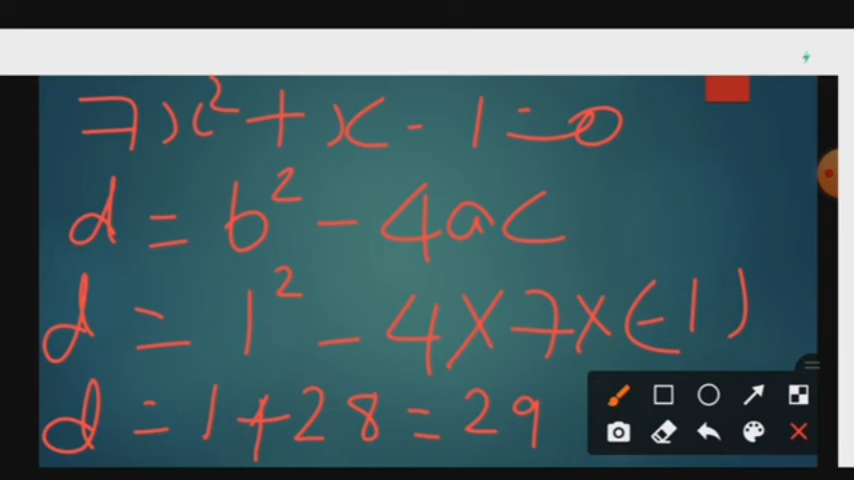 7x²+x-1=0
d=b²-4ac
d=1²-4×7×(-1)
d=1+28=29